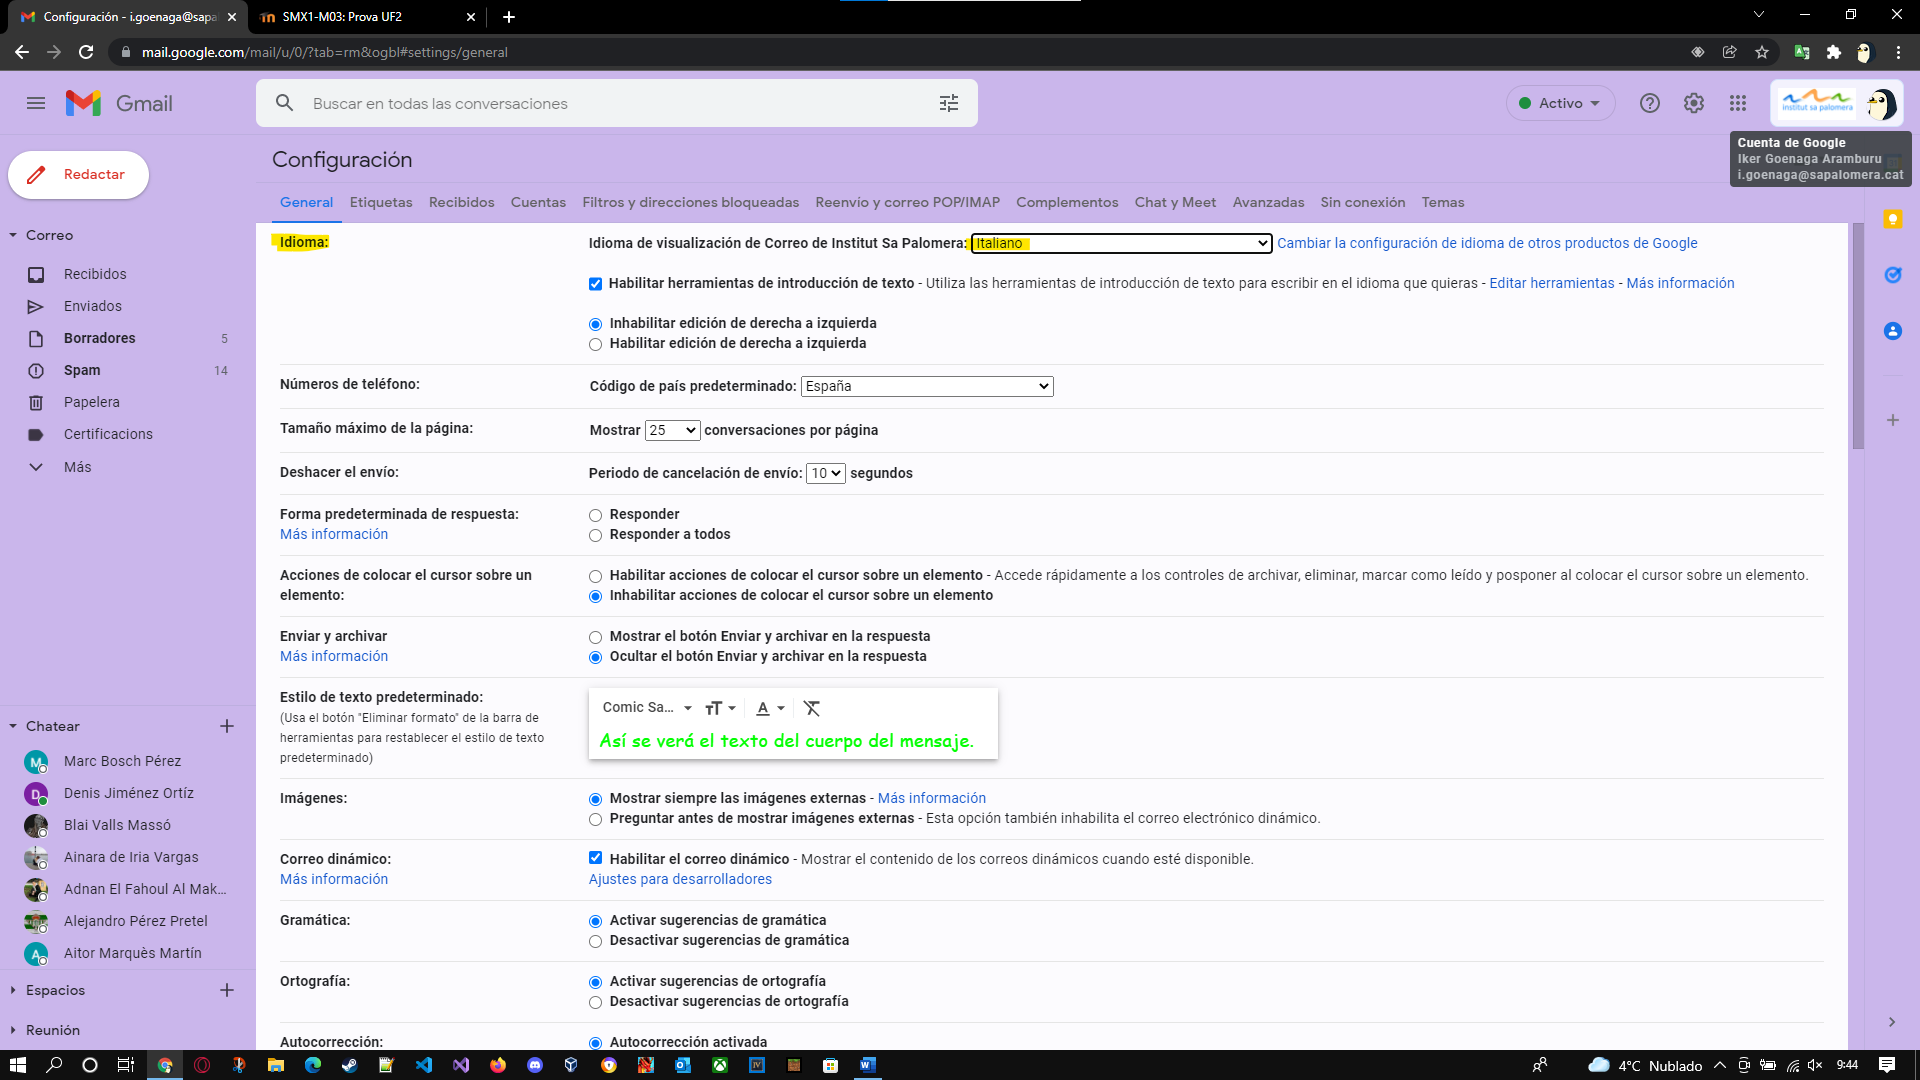 Configuración - i.goenaga@sapa
SMX1-M03: Prova UF2
mail.google.com/mail/u/0/?tab=rm&ogbl#settings/general
Gmail
Buscar en todas las conversaciones
Activo
institut sa palomera
Cuenta de Google
Iker Goenaga Aramburu
i.goenaga@sapalomera.cat
Redactar
Correo
Recibidos
Enviados
Borradores 5
Spam 14
Papelera
Certificacions
Más
Chatear
Marc Bosch Pérez
Denis Jiménez Ortíz
Blai Valls Massó
Ainara de Iria Vargas
Adnan El Fahoul Al Mak...
Alejandro Pérez Pretel
Aitor Marquès Martín
Espacios
Reunión
Configuración
General Etiquetas Recibidos Cuentas Filtros y direcciones bloqueadas Reenvío y correo POP/IMAP Complementos Chat y Meet Avanzadas Sin conexión Temas
Idioma: Idioma de visualización de Correo de Institut Sa Palomera: Italiano Cambiar la configuración de idioma de otros productos de Google
Habilitar herramientas de introducción de texto - Utiliza las herramientas de introducción de texto para escribir en el idioma que quieras - Editar herramientas - Más información
Inhabilitar edición de derecha a izquierda
Habilitar edición de derecha a izquierda
Números de teléfono: Código de país predeterminado: España
Tamaño máximo de la página: Mostrar 25 conversaciones por página
Deshacer el envío: Periodo de cancelación de envío: 10 segundos
Forma predeterminada de respuesta: Responder
Más información Responder a todos
Acciones de colocar el cursor sobre un Habilitar acciones de colocar el cursor sobre un elemento - Accede rápidamente a los controles de archivar, eliminar, marcar como leído y posponer al colocar el cursor sobre un elemento.
elemento: Inhabilitar acciones de colocar el cursor sobre un elemento
Enviar y archivar Mostrar el botón Enviar y archivar en la respuesta
Más información Ocultar el botón Enviar y archivar en la respuesta
Estilo de texto predeterminado:
(Usa el botón "Eliminar formato" de la barra de
herramientas para restablecer el estilo de texto
predeterminado)
Comic Sa...
Así se verá el texto del cuerpo del mensaje.
Imágenes: Mostrar siempre las imágenes externas - Más información
Preguntar antes de mostrar imágenes externas - Esta opción también inhabilita el correo electrónico dinámico.
Correo dinámico: Habilitar el correo dinámico - Mostrar el contenido de los correos dinámicos cuando esté disponible.
Más información Ajustes para desarrolladores
Gramática: Activar sugerencias de gramática
Desactivar sugerencias de gramática
Ortografía: Activar sugerencias de ortografía
Desactivar sugerencias de ortografía
Autocorrección: Autocorrección activada
4°C Nublado 9:44